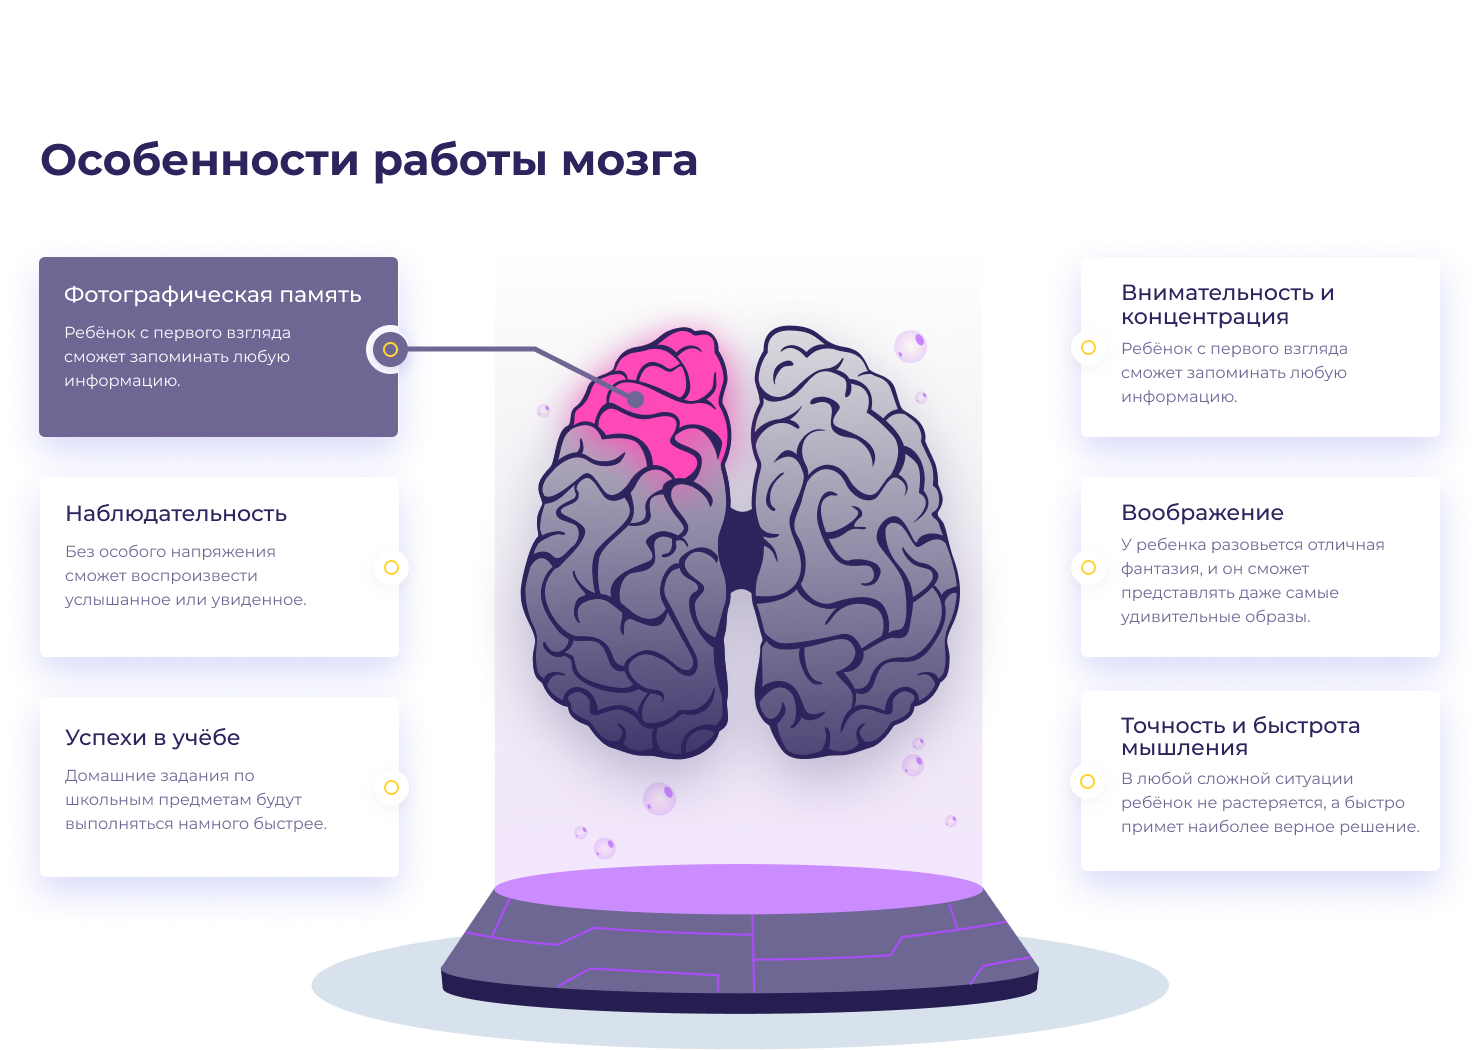 Особенности работы мозга
Фотографическая память
Ребёнок с первого взгляда
сможет запоминать любую
информацию.
Наблюдательность
Без особого напряжения
сможет воспроизвести
услышанное или увиденное.
Успехи в учёбе
Домашние задания по
школьным предметам будут
выполняться намного быстрее.
Внимательность и
концентрация
Ребёнок с первого взгляда
сможет запоминать любую
информацию.
Воображение
У ребенка разовьется отличная
фантазия, и он сможет
представлять даже самые
удивительные образы.
Точность и быстрота
мышления
В любой сложной ситуации
ребёнок не растеряется, а быстро
примет наиболее верное решение.